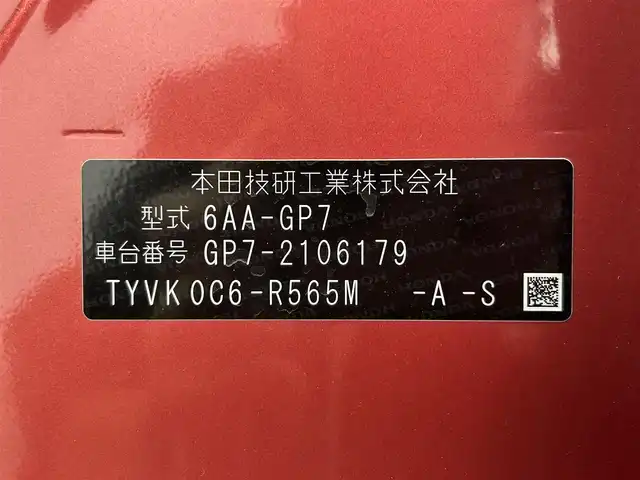 本田技研工業株式会社
型式 6AA-GP7
車台番号 GP7-2106179
TYVK0C6-R565M -A -S